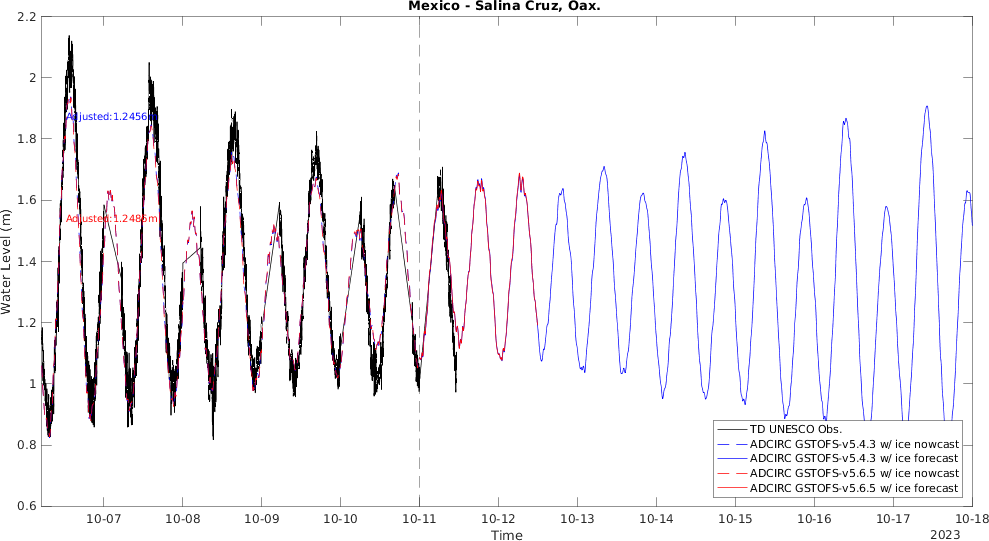 Mexico - Salina Cruz, Oax.
2.2
2
1.8
1.6
1.4
1.2
1
0.8
0.6
Water Level (m)
Adjusted:1.2456m
Adjusted:1.2486m
TD UNESCO Obs.
ADCIRC GSTOFS-v5.4.3 w/ ice nowcast
ADCIRC GSTOFS-v5.4.3 w/ ice forecast
ADCIRC GSTOFS-v5.6.5 w/ ice nowcast
ADCIRC GSTOFS-v5.6.5 w/ ice forecast
10-07 10-08 10-09 10-10 10-11 10-12 10-13 10-14 10-15 10-16 10-17 10-18
Time
2023